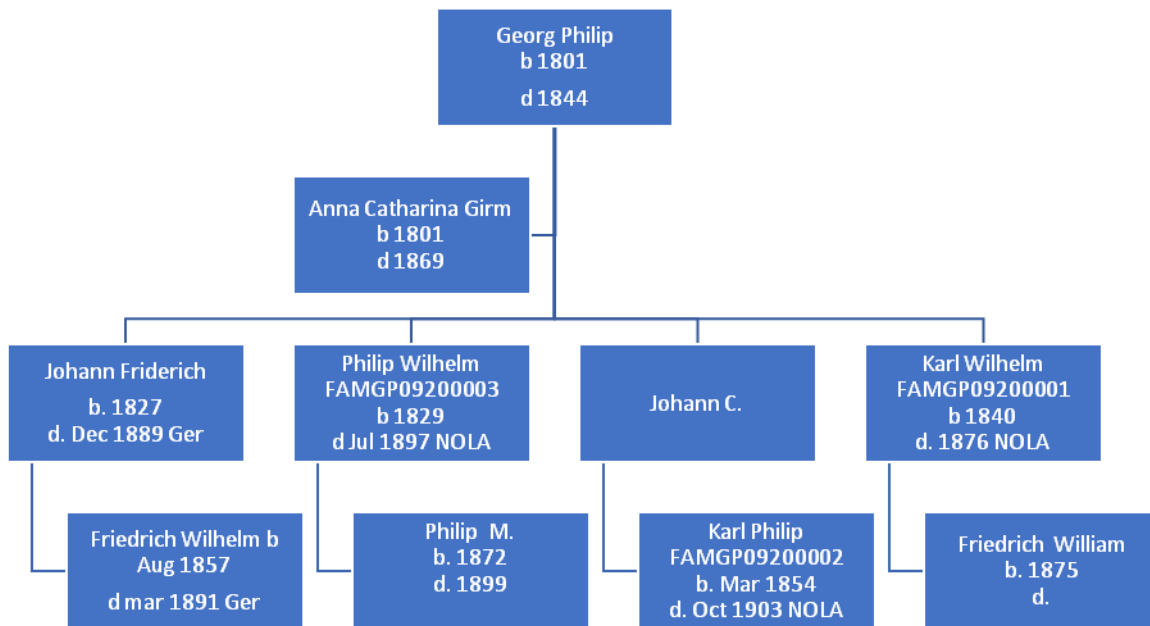 Georg Philip
b 1801
d 1844
Anna Catharina Girm
b 1801
d 1869
Johann Friderich
b. 1827
d. Dec 1889 Ger
Philip Wilhelm
FAMGP09200003
b 1829
d Jul 1897 NOLA
Johann C.
Karl Wilhelm
FAMGP09200001
b 1840
d. 1876 NOLA
Friedrich Wilhelm b
Aug 1857
d mar 1891 Ger
Philip M.
b. 1872
d. 1899
Karl Philip
FAMGP09200002
b. Mar 1854
d. Oct 1903 NOLA
Friedrich William
b. 1875
d.